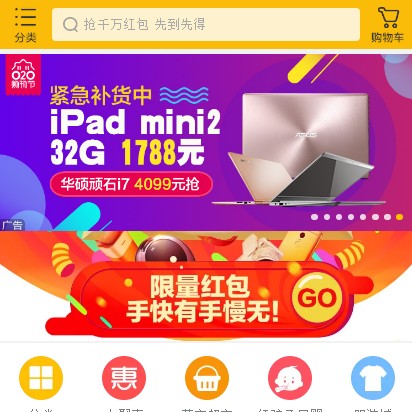 抢千万红包 先到先得
分类
购物车
O2O
购物节
紧急补货中
iPad mini2
32G 1788元
华硕顽石i7 4099元抢
ASUS
广告
限量红包
手快有手慢无!
GO
惠